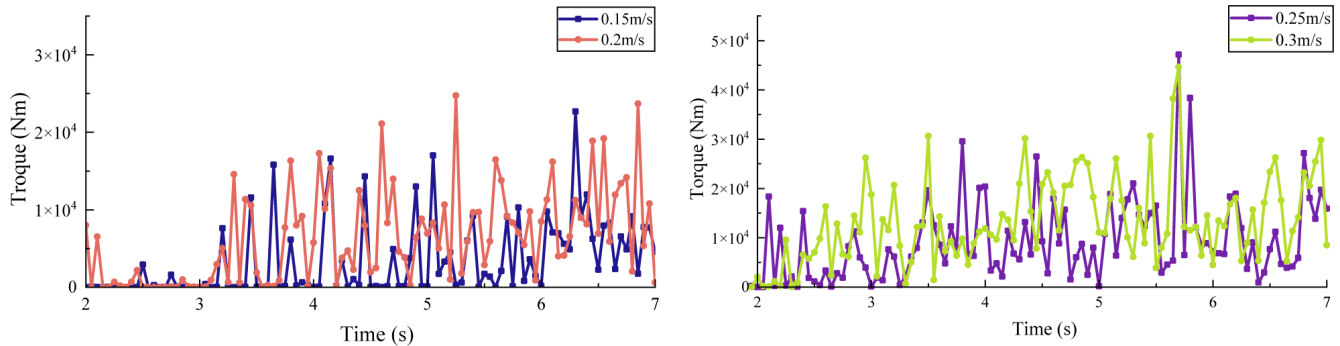 0.15m/s
0.2m/s
3×10⁴
2×10⁴
1×10⁴
0
Troque (Nm)
2 3 4 5 6 7
Time (s)
0.25m/s
0.3m/s
5×10⁴
4×10⁴
3×10⁴
2×10⁴
1×10⁴
0
Torque (Nm)
2 3 4 5 6 7
Time (s)